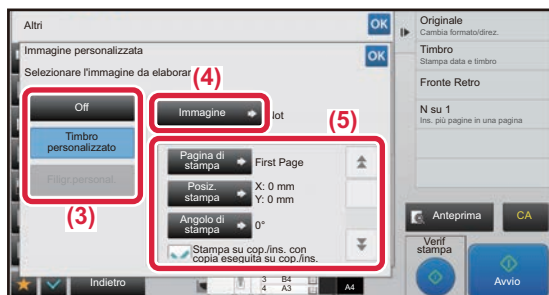 Altri
OK
Immagine personalizzata
OK
Selezionare l'immagine da elaborar
(4)
Off
Immagine
(5)
Timbro
personalizzato
Filigr.personat.
(3)
Pagina di
stampa
First Page
Posiz.
stampa
X: 0 mm
Y: 0 mm
Angolo di
stampa
0°
Stampa su cop./ins. con
copia eseguita su cop./ins.
Indietro
3 B4
4 A3
A4
Originale
Cambia formato/direz.
Timbro
Stampa data e timbro
Fronte Retro
N su 1
Ins. più pagine in una pagina
Anteprima
CA
Verif
stampa
Avvio